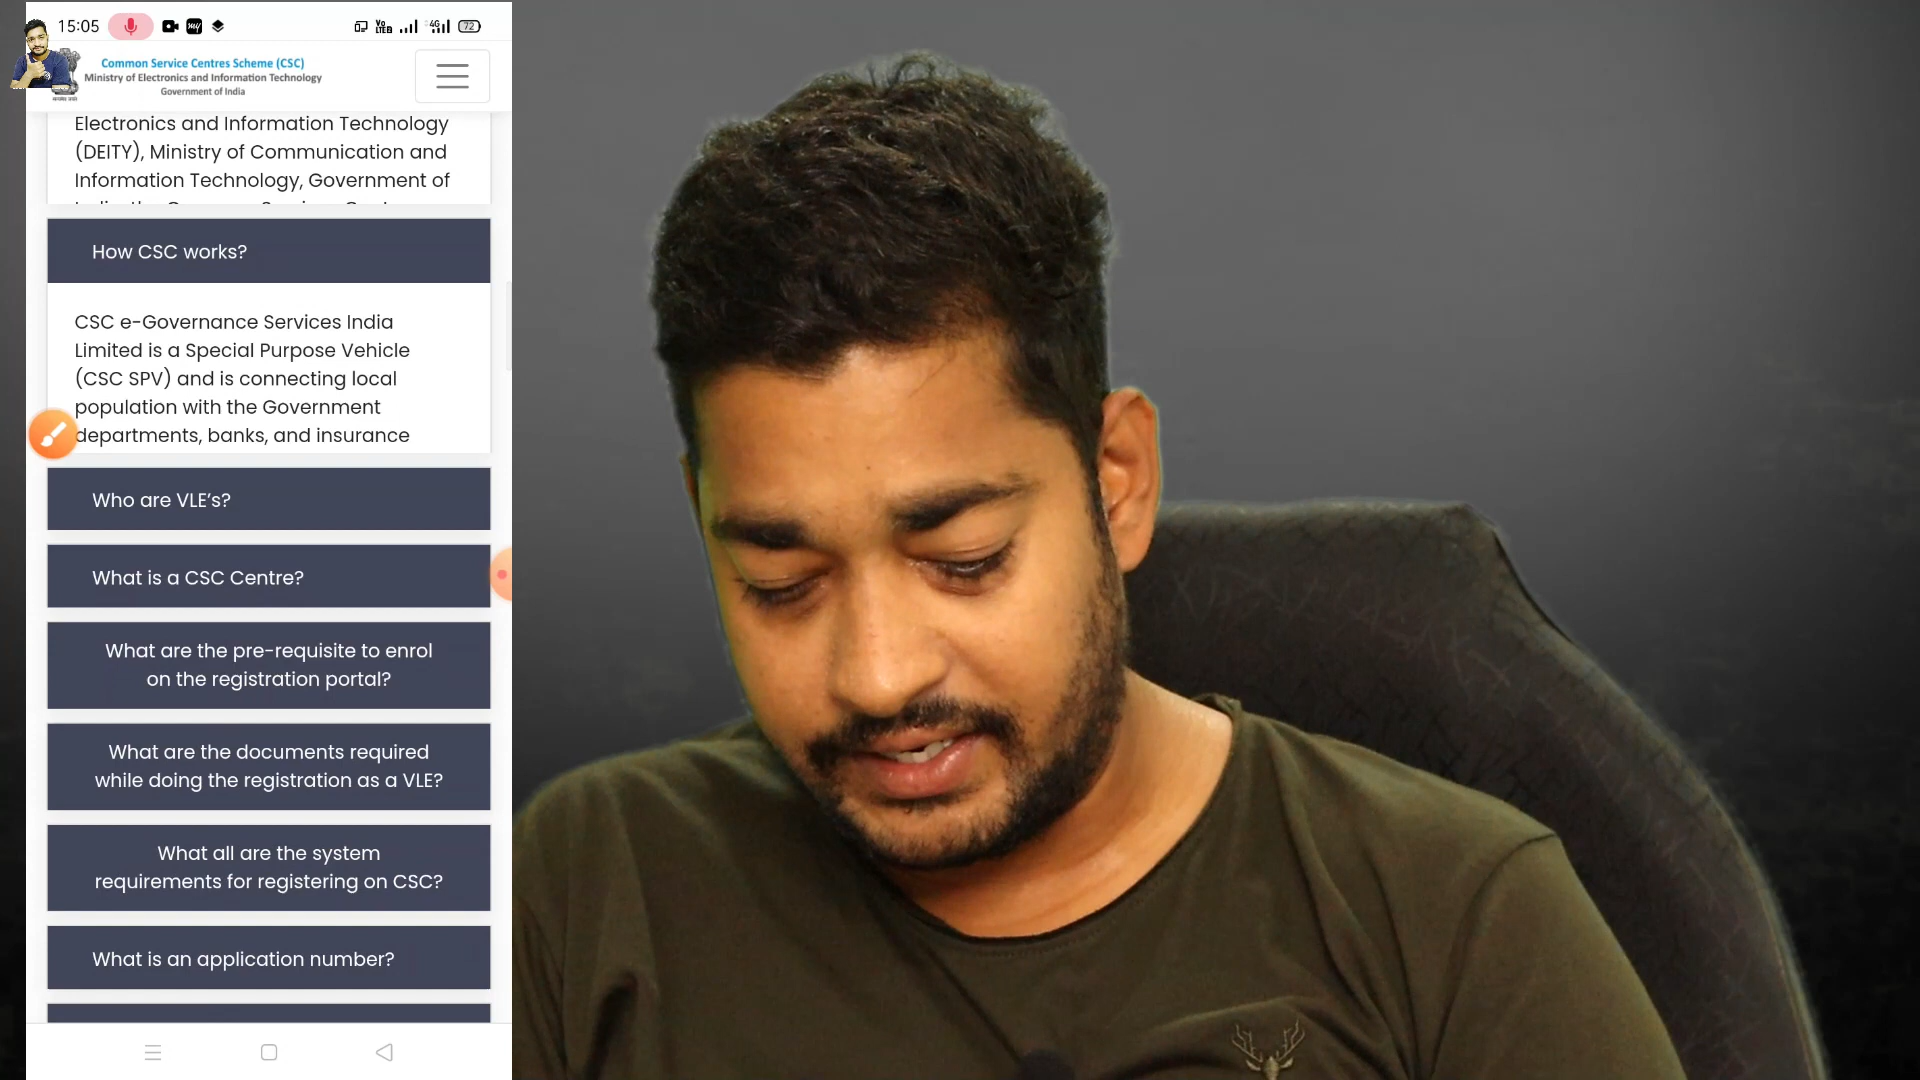 15:05
Vo
LTE2
4G
72
Common Service Centres Scheme (CSC)
Ministry of Electronics and Information Technology
Government of India
Electronics and Information Technology
(DEITY), Ministry of Communication and
Information Technology, Government of
How CSC works?
CSC e-Governance Services India
Limited is a Special Purpose Vehicle
(CSC SPV) and is connecting local
population with the Government
departments, banks, and insurance
Who are VLE’s?
What is a CSC Centre?
What are the pre-requisite to enrol
on the registration portal?
What are the documents required
while doing the registration as a VLE?
What all are the system
requirements for registering on CSC?
What is an application number?